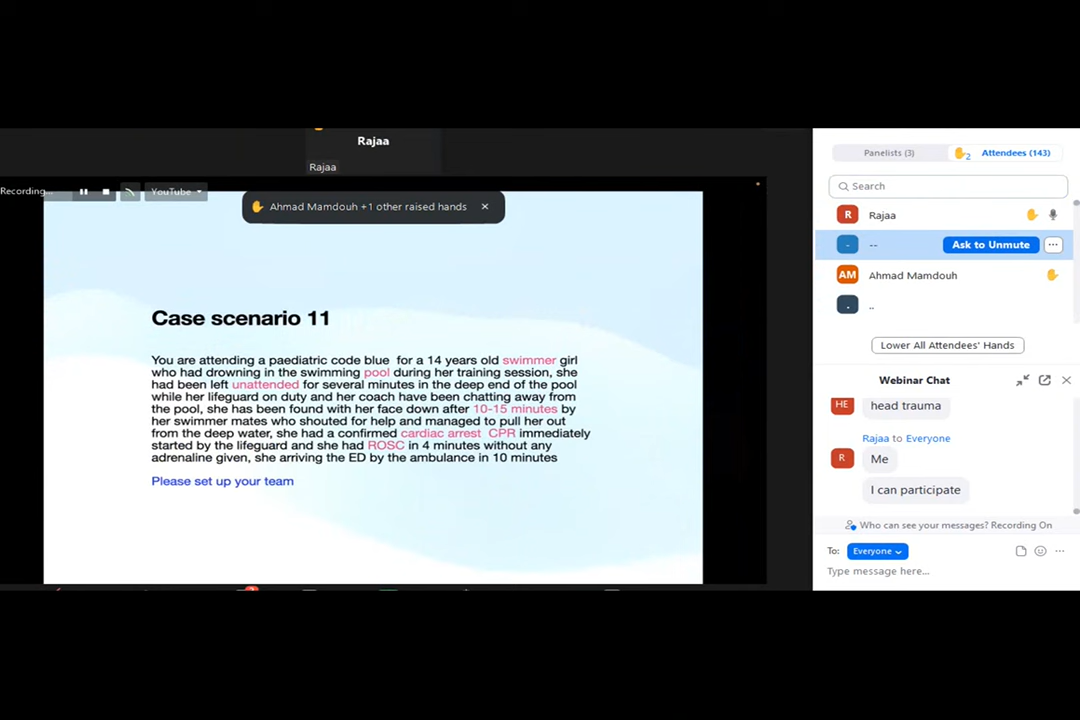 Rajaa
Rajaa
Recording...
YouTube
Ahmad Mamdouh +1 other raised hands
Case scenario 11
You are attending a paediatric code blue for a 14 years old swimmer girl
who had drowning in the swimming pool during her training session, she
had been left unattended for several minutes in the deep end of the pool
while her lifeguard on duty and her coach have been chatting away from
the pool, she has been found with her face down after 10-15 minutes by
her swimmer mates who shouted for help and managed to pull her out
from the deep water, she had a confirmed cardiac arrest CPR immediately
started by the lifeguard and she had ROSC in 4 minutes without any
adrenaline given, she arriving the ED by the ambulance in 10 minutes
Please set up your team
Panelists (3)
2
Attendees (143)
Search
R
Rajaa
-
--
Ask to Unmute
AM
Ahmad Mamdouh
.
..
Lower All Attendees' Hands
Webinar Chat
HE
head trauma
Rajaa to Everyone
R
Me
I can participate
Who can see your messages? Recording On
To:
Everyone
Type message here...